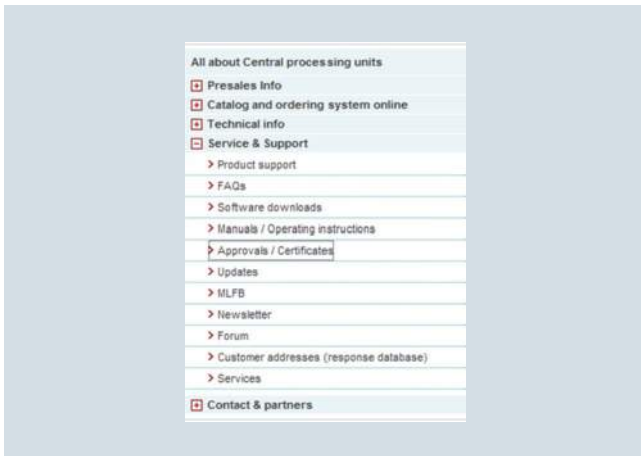 All about Central processing units
Presales Info
Catalog and ordering system online
Technical info
Service & Support
Product support
FAQs
Software downloads
Manuals / Operating instructions
Approvals / Certificates
Updates
MLFB
Newsletter
Forum
Customer addresses (response database)
Services
Contact & partners